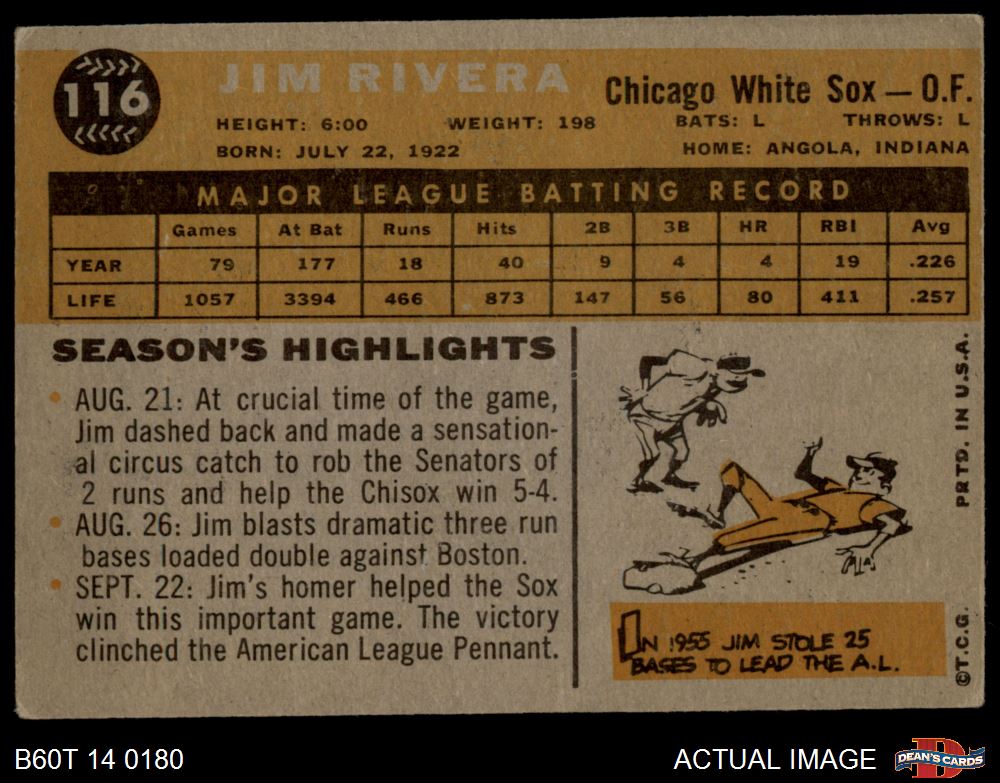 116
JIM RIVERA
Chicago White Sox — O.F.
HEIGHT: 6:00 WEIGHT: 198 BATS: L THROWS: L
BORN: JULY 22, 1922 HOME: ANGOLA, INDIANA
MAJOR LEAGUE BATTING RECORD
Games At Bat Runs Hits 2B 3B HR RBI Avg
YEAR 79 177 18 40 9 4 4 19 .226
LIFE 1057 3394 466 873 147 56 80 411 .257
SEASON'S HIGHLIGHTS
• AUG. 21: At crucial time of the game,
Jim dashed back and made a sensation-
al circus catch to rob the Senators of
2 runs and help the Chisox win 5-4.
• AUG. 26: Jim blasts dramatic three run
bases loaded double against Boston.
• SEPT. 22: Jim's homer helped the Sox
win this important game. The victory
clinched the American League Pennant.
IN 1955 JIM STOLE 25
BASES TO LEAD THE A.L.
©T.C.G. PRTD. IN U.S.A.
B60T 14 0180
ACTUAL IMAGE
D
DEAN'S CARDS